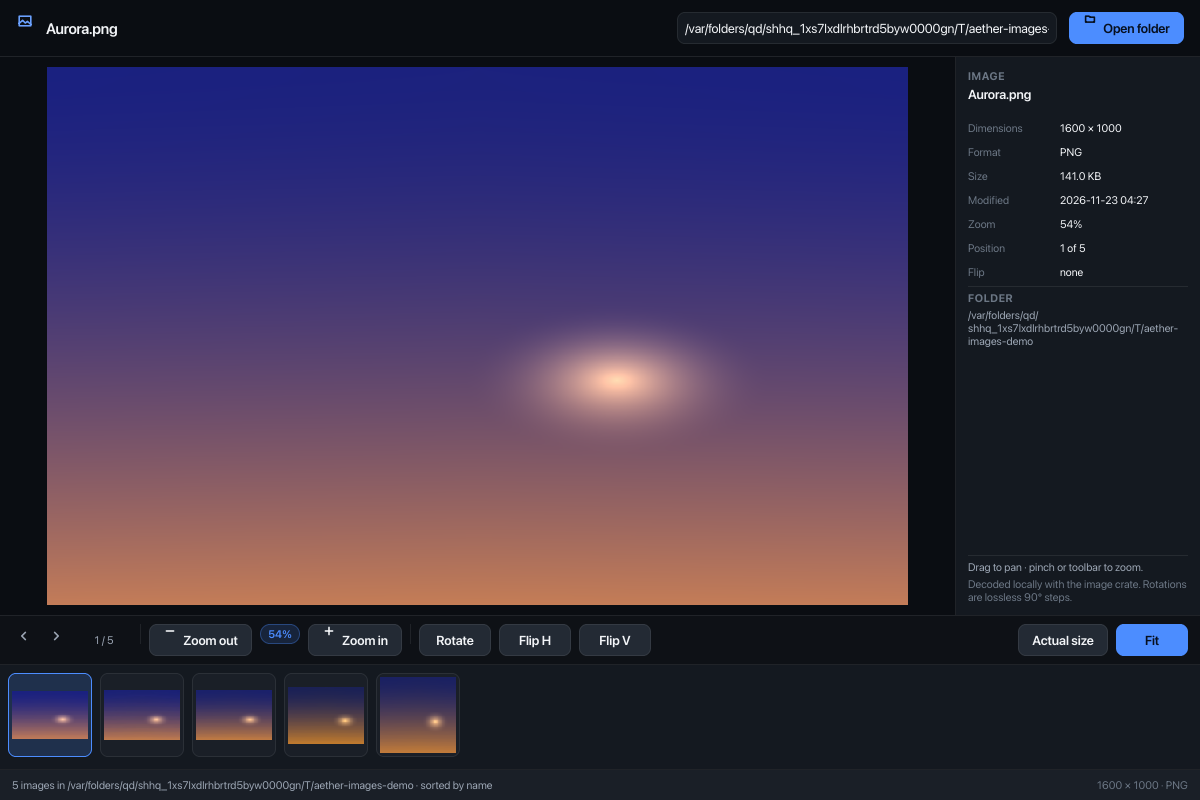 Aurora.png
/var/folders/qd/shhq_1xs7lxdlrhbrtrd5byw0000gn/T/aether-images-
Open folder
IMAGE
Aurora.png
Dimensions 1600 × 1000
Format PNG
Size 141.0 KB
Modified 2026-11-23 04:27
Zoom 54%
Position 1 of 5
Flip none
FOLDER
/var/folders/qd/
shhq_1xs7lxdlrhbrtrd5byw0000gn/T/aether-
images-demo
Drag to pan · pinch or toolbar to zoom.
Decoded locally with the image crate. Rotations
are lossless 90° steps.
1 / 5
Zoom out
54%
Zoom in
Rotate
Flip H
Flip V
Actual size
Fit
5 images in /var/folders/qd/shhq_1xs7lxdlrhbrtrd5byw0000gn/T/aether-images-demo · sorted by name
1600 × 1000 · PNG